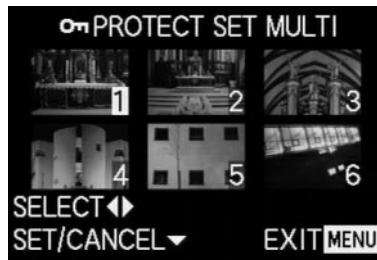 PROTECT SET MULTI
1 2 3
4 5 6
SELECT
SET/CANCEL EXIT MENU